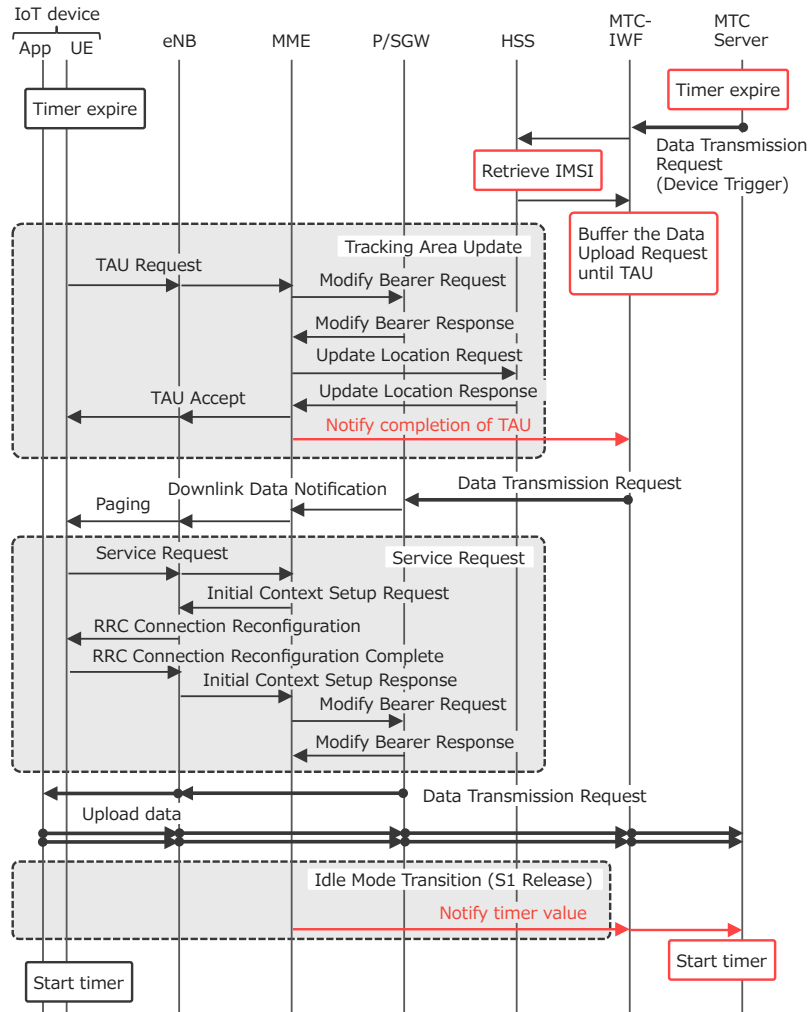 IoT device
App
UE
eNB
MME
P/SGW
HSS
MTC-
IWF
MTC
Server
Timer expire
Timer expire
Data Transmission
Request
(Device Trigger)
Retrieve IMSI
Buffer the Data
Upload Request
until TAU
Tracking Area Update
TAU Request
Modify Bearer Request
Modify Bearer Response
Update Location Request
TAU Accept
Update Location Response
Notify completion of TAU
Data Transmission Request
Downlink Data Notification
Paging
Service Request
Service Request
Initial Context Setup Request
RRC Connection Reconfiguration
RRC Connection Reconfiguration Complete
Initial Context Setup Response
Modify Bearer Request
Modify Bearer Response
Data Transmission Request
Upload data
Idle Mode Transition (S1 Release)
Notify timer value
Start timer
Start timer